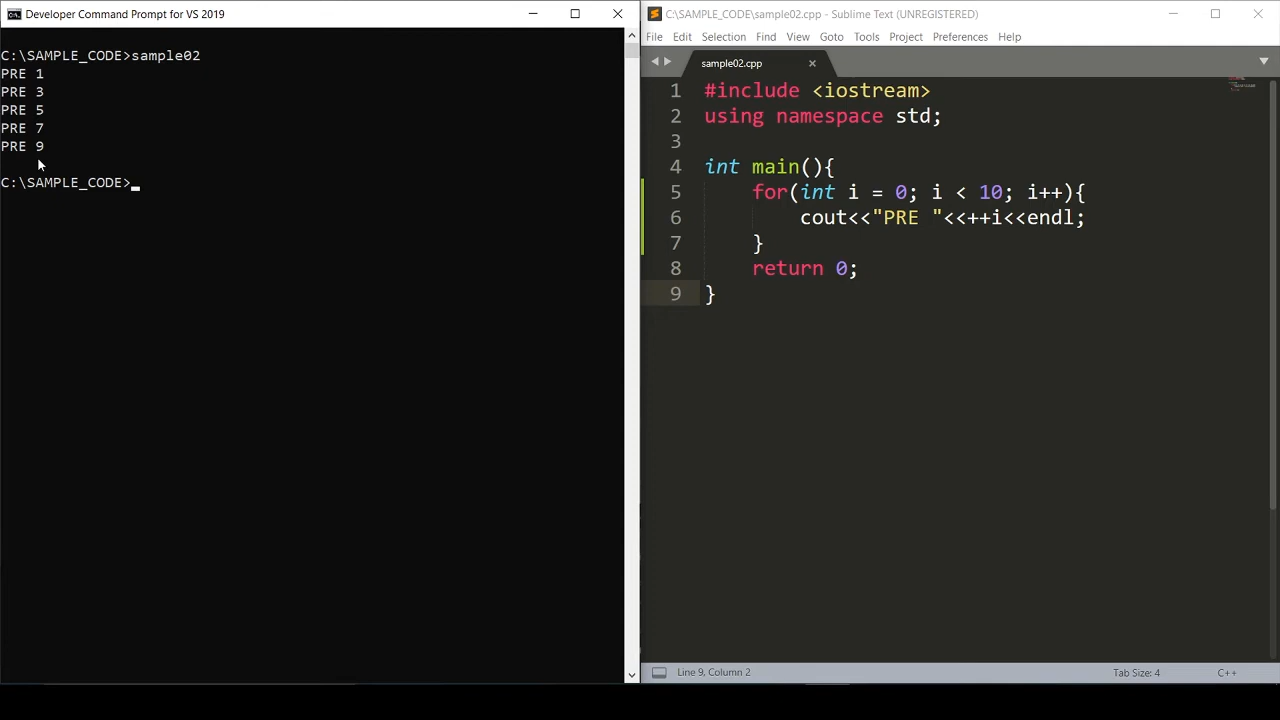 Developer Command Prompt for VS 2019
C:\SAMPLE_CODE>sample02
PRE 1
PRE 3
PRE 5
PRE 7
PRE 9
C:\SAMPLE_CODE>
C:\SAMPLE_CODE\sample02.cpp - Sublime Text (UNREGISTERED)
File Edit Selection Find View Goto Tools Project Preferences Help
sample02.cpp
1 #include <iostream>
2 using namespace std;
3
4 int main(){
5     for(int i = 0; i < 10; i++){
6         cout<<"PRE "<<++i<<endl;
7     }
8     return 0;
9 }
Line 9, Column 2 Tab Size: 4 C++